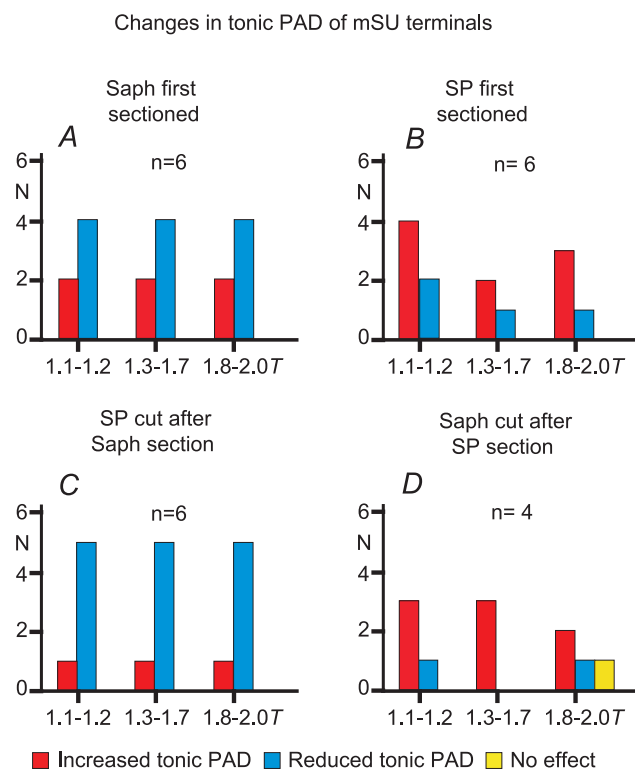 Changes in tonic PAD of mSU terminals
Saph first
sectioned
A
n=6
6
N
4
2
0
1.1-1.2 1.3-1.7 1.8-2.0T
SP first
sectioned
B
n= 6
6
N
4
2
0
1.1-1.2 1.3-1.7 1.8-2.0T
SP cut after
Saph section
C
n=6
6
N
4
2
0
1.1-1.2 1.3-1.7 1.8-2.0T
Saph cut after
SP section
D
n= 4
6
N
4
2
0
1.1-1.2 1.3-1.7 1.8-2.0T
Increased tonic PAD Reduced tonic PAD No effect